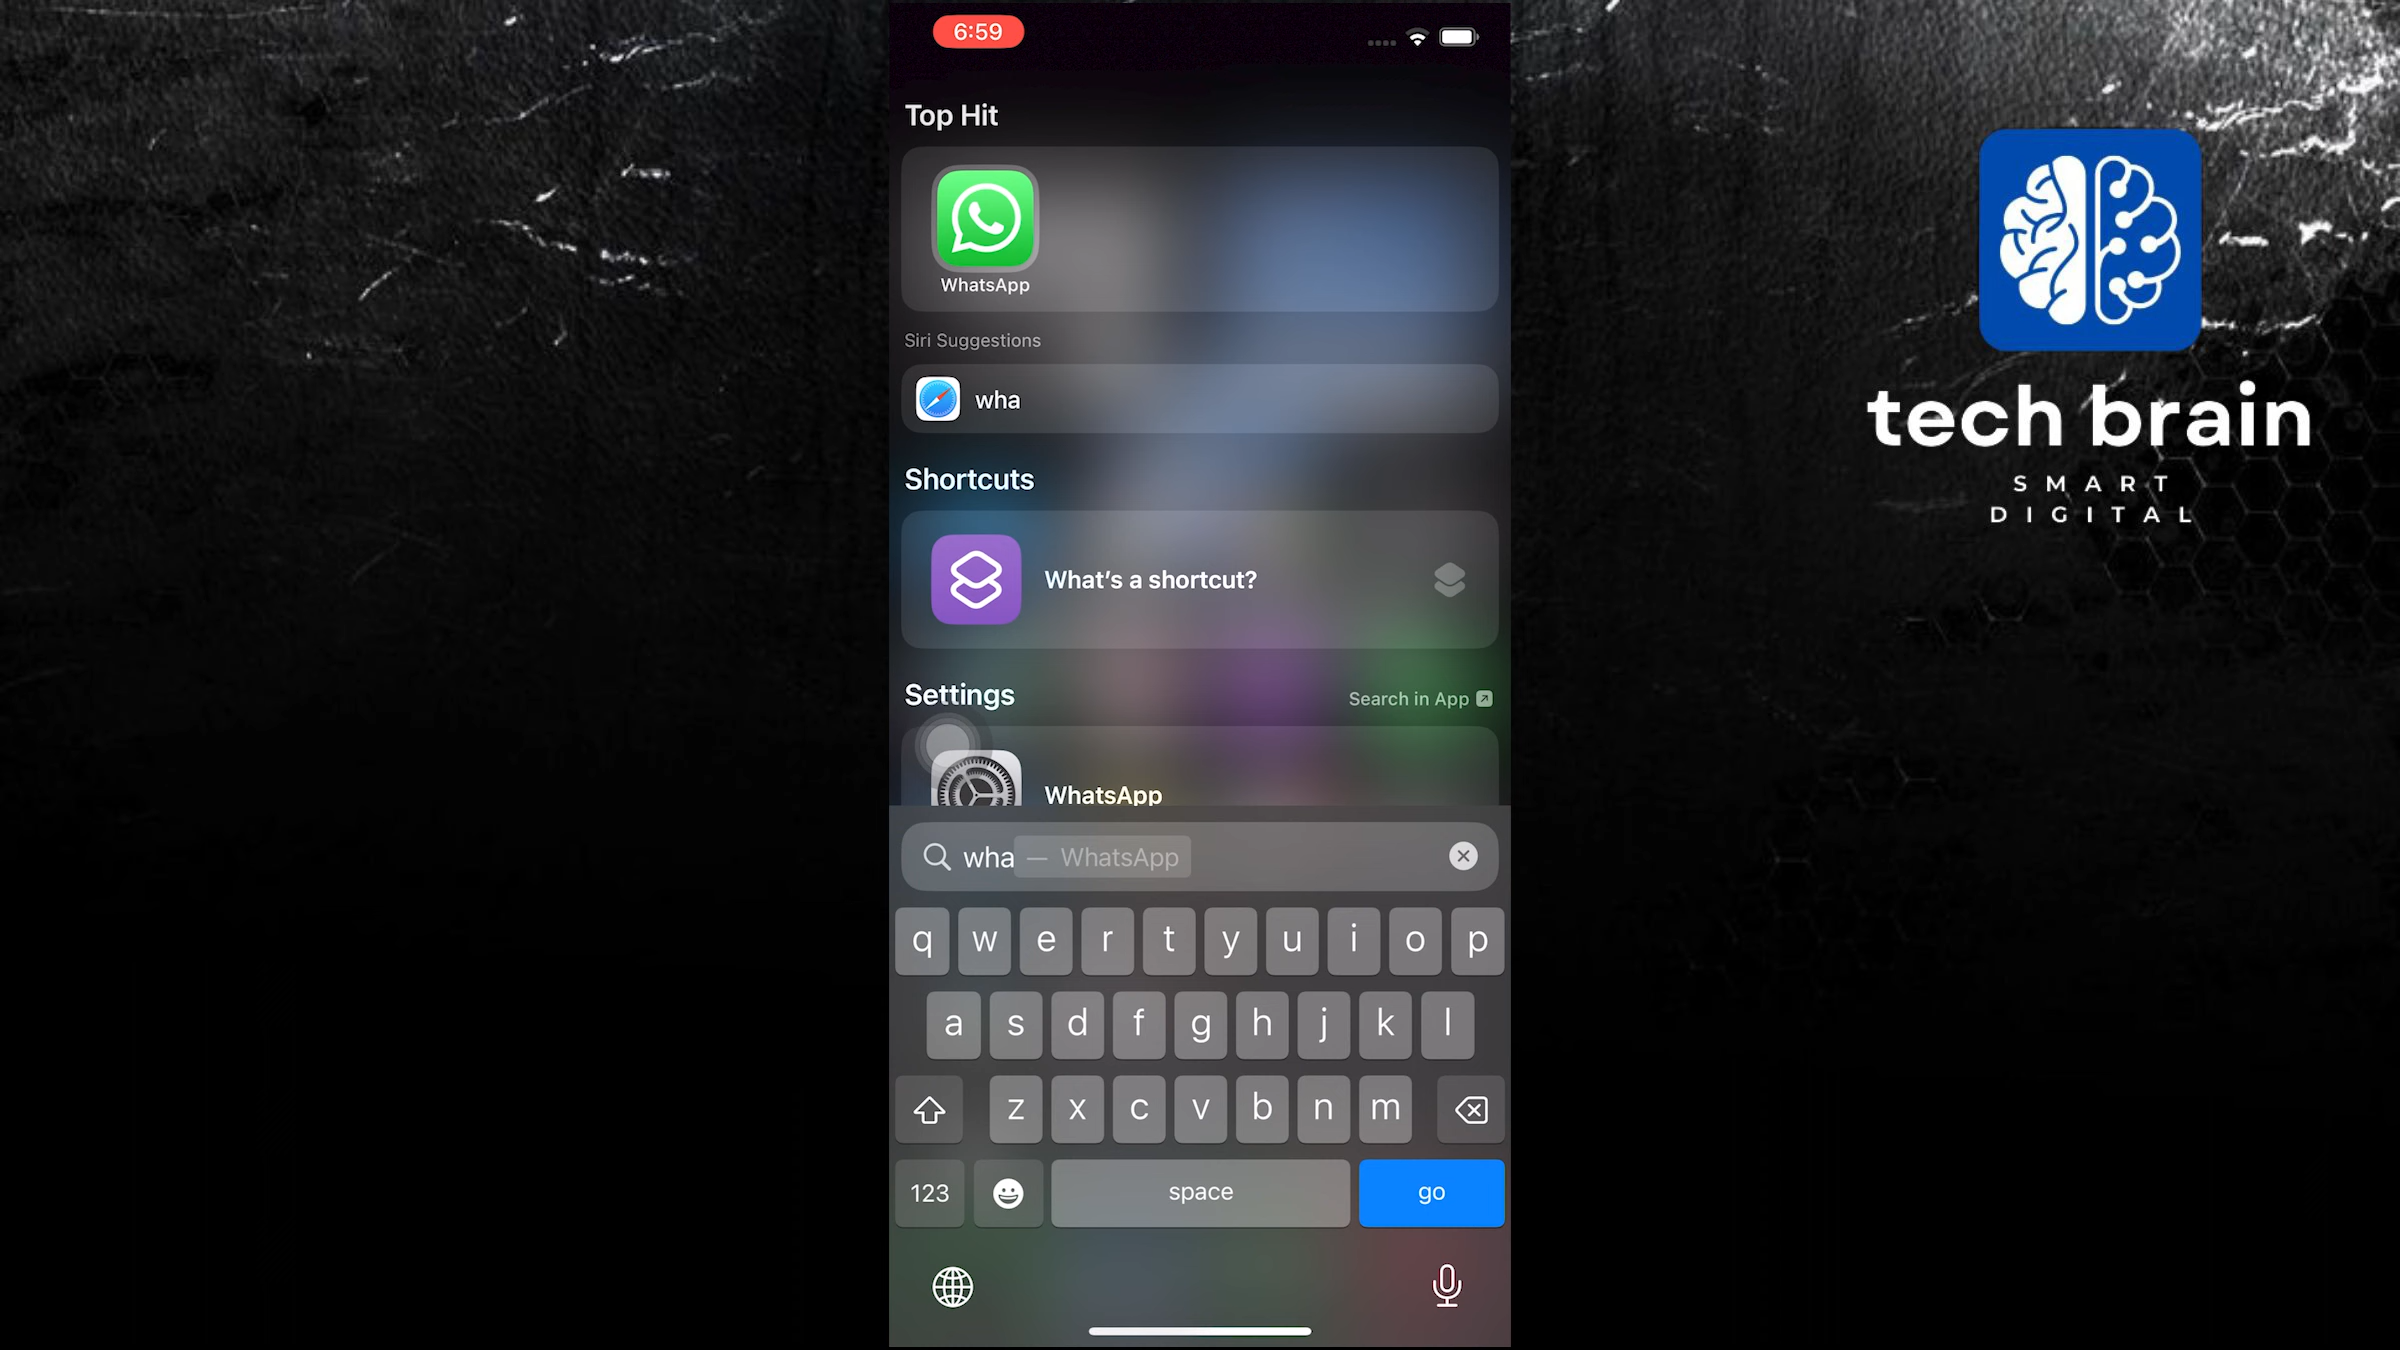 6:59
Top Hit
WhatsApp
Siri Suggestions
wha
Shortcuts
What's a shortcut?
Settings
Search in App
WhatsApp
wha — WhatsApp
q w e r t y u i o p
a s d f g h j k l
z x c v b n m
123 space go
tech brain
SMART
DIGITAL